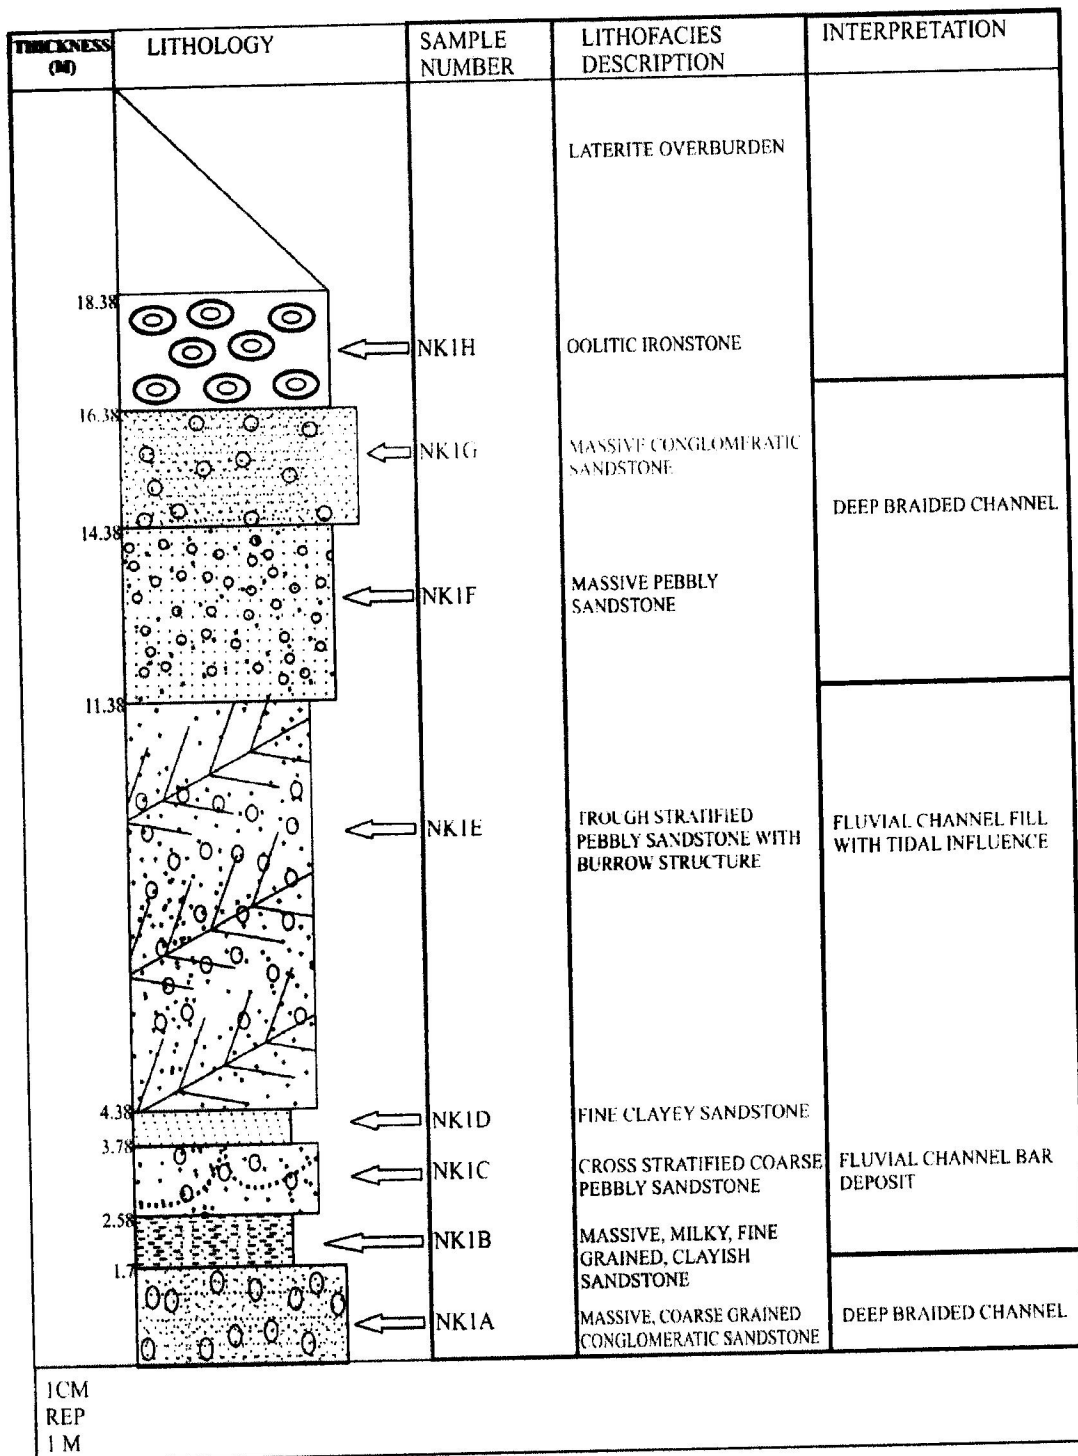 THICKNESS
(M)
LITHOLOGY
SAMPLE
NUMBER
LITHOFACIES
DESCRIPTION
INTERPRETATION
LATERITE OVERBURDEN
18.38
NK1H
OOLITIC IRONSTONE
16.38
NK1G
MASSIVE CONGLOMERATIC
SANDSTONE
DEEP BRAIDED CHANNEL
14.38
NK1F
MASSIVE PEBBLY
SANDSTONE
11.38
NK1E
TROUGH STRATIFIED
PEBBLY SANDSTONE WITH
BURROW STRUCTURE
FLUVIAL CHANNEL FILL
WITH TIDAL INFLUENCE
4.38
NK1D
FINE CLAYEY SANDSTONE
3.78
NK1C
CROSS STRATIFIED COARSE
PEBBLY SANDSTONE
FLUVIAL CHANNEL BAR
DEPOSIT
2.58
NK1B
MASSIVE, MILKY, FINE
GRAINED, CLAYISH
SANDSTONE
1.7
NK1A
MASSIVE, COARSE GRAINED
CONGLOMERATIC SANDSTONE
DEEP BRAIDED CHANNEL
1CM
REP
1 M